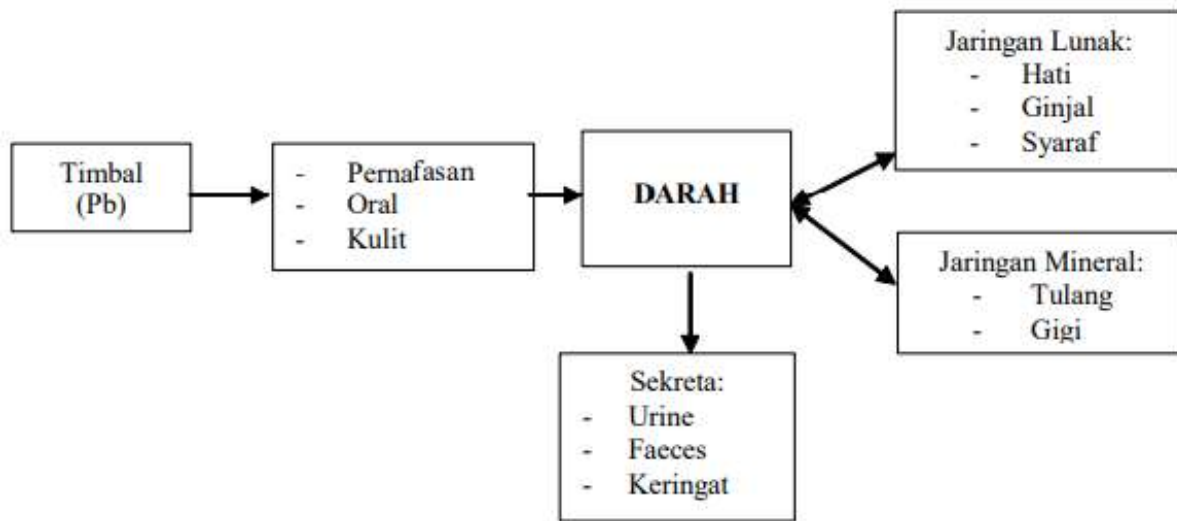 Timbal
(Pb)
- Pernafasan
- Oral
- Kulit
DARAH
Jaringan Lunak:
- Hati
- Ginjal
- Syaraf
Jaringan Mineral:
- Tulang
- Gigi
Sekreta:
- Urine
- Faeces
- Keringat